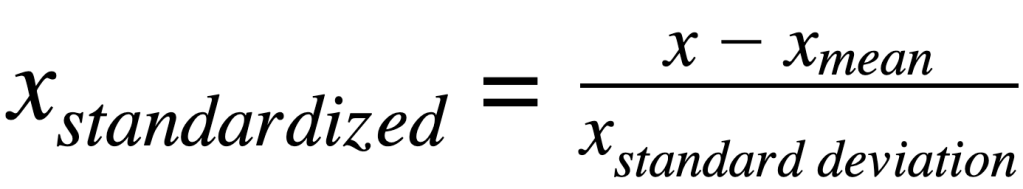 x_standardized = (x − x_mean) / (x_standard deviation)